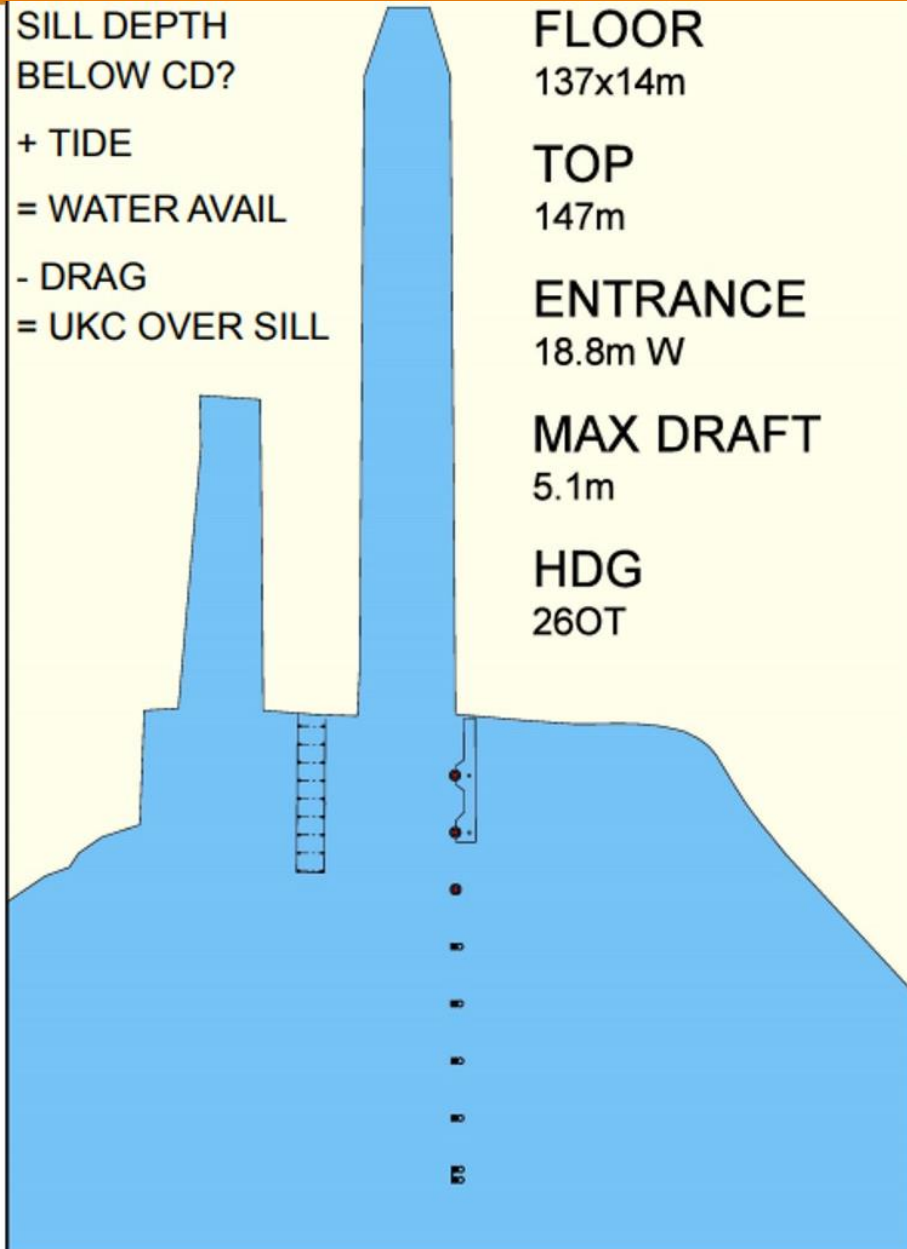 SILL DEPTH
BELOW CD?
+ TIDE
= WATER AVAIL
- DRAG
= UKC OVER SILL
FLOOR
137x14m
TOP
147m
ENTRANCE
18.8m W
MAX DRAFT
5.1m
HDG
26OT